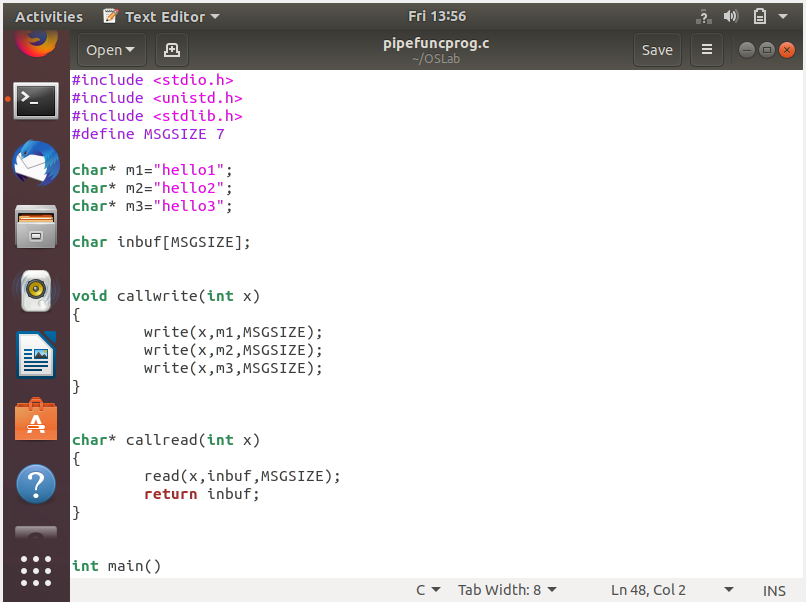 Activities Text Editor Fri 13:56
Open pipefuncprog.c Save
~/OSLab
#include <stdio.h>
#include <unistd.h>
#include <stdlib.h>
#define MSGSIZE 7
char* m1="hello1";
char* m2="hello2";
char* m3="hello3";
char inbuf[MSGSIZE];
void callwrite(int x)
{
write(x,m1,MSGSIZE);
write(x,m2,MSGSIZE);
write(x,m3,MSGSIZE);
}
char* callread(int x)
{
read(x,inbuf,MSGSIZE);
return inbuf;
}
int main()
C Tab Width: 8 Ln 48, Col 2 INS